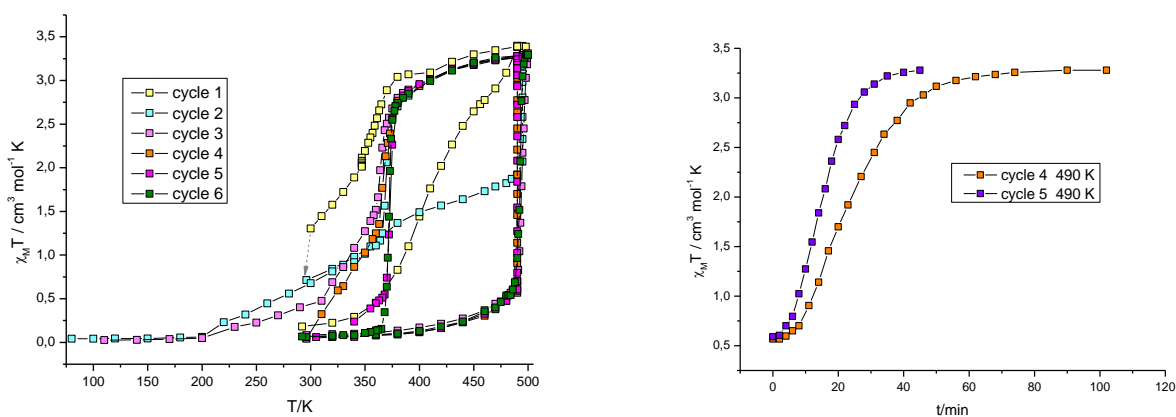 3,5
3,0
2,5
2,0
1,5
1,0
0,5
0,0
χMT / cm³ mol⁻¹ K
cycle 1
cycle 2
cycle 3
cycle 4
cycle 5
cycle 6
100 150 200 250 300 350 400 450 500
T/K
3,5
3,0
2,5
2,0
1,5
1,0
0,5
χMT / cm³ mol⁻¹ K
cycle 4 490 K
cycle 5 490 K
0 20 40 60 80 100
t/min